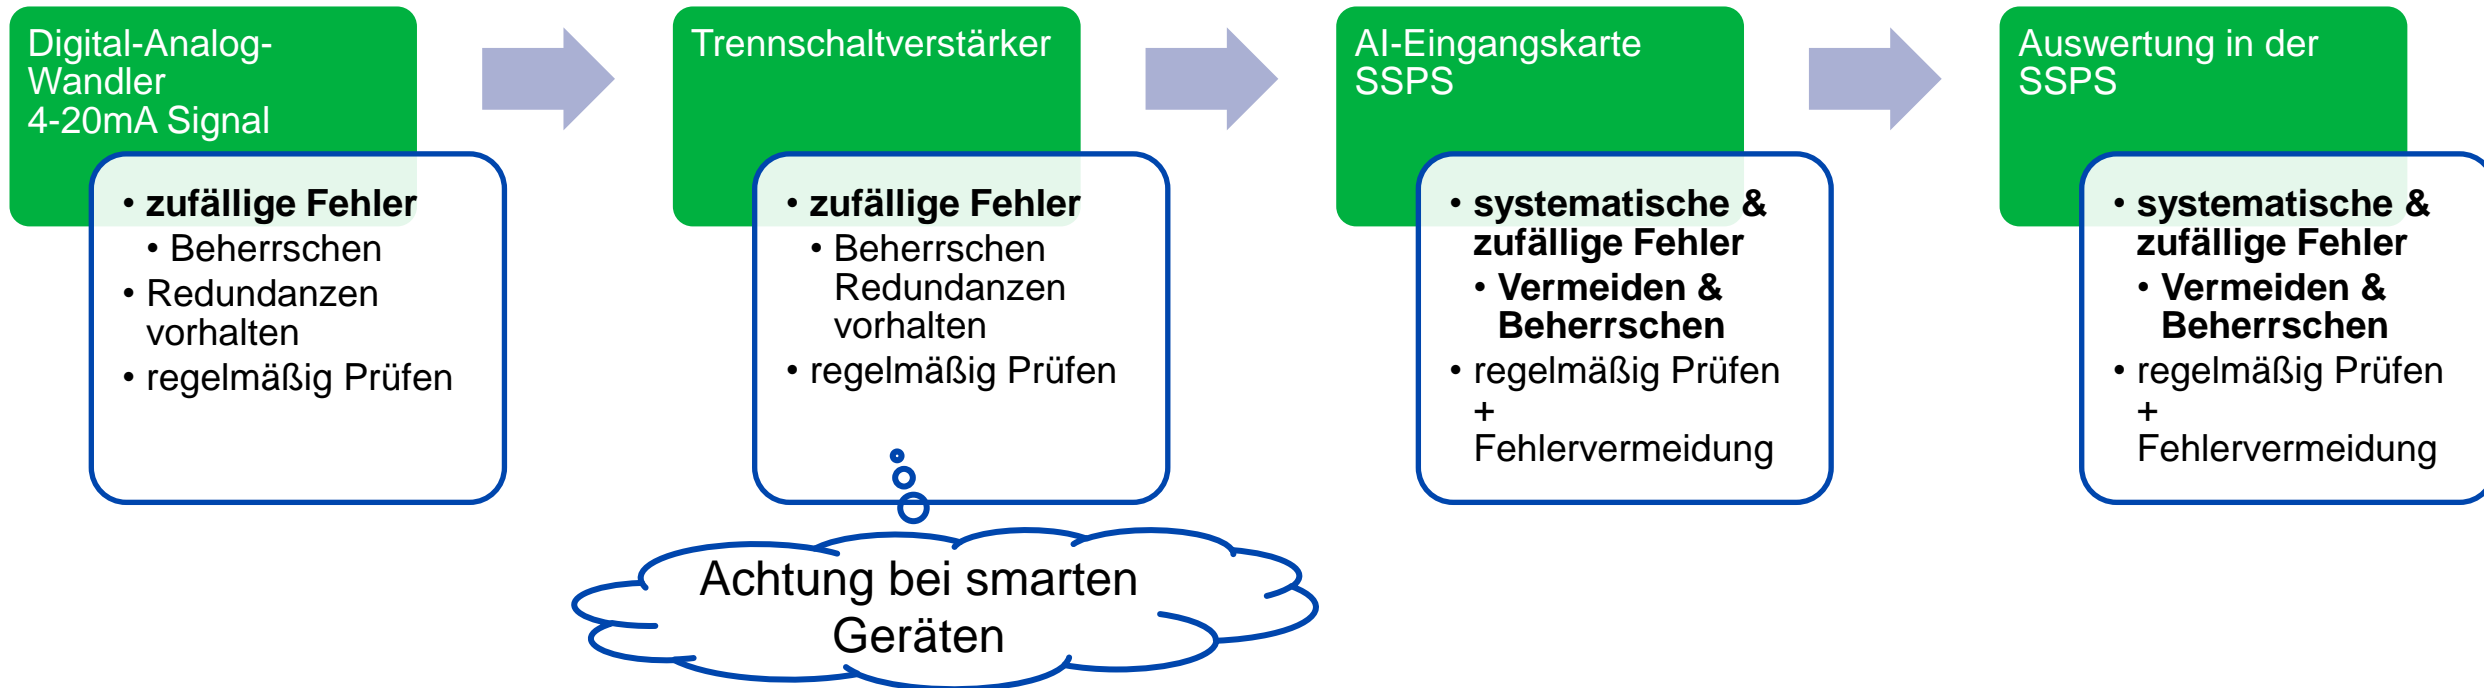 Digital-Analog-
Wandler
4-20mA Signal
• zufällige Fehler
• Beherrschen
• Redundanzen
vorhalten
• regelmäßig Prüfen
Trennschaltverstärker
• zufällige Fehler
• Beherrschen
Redundanzen
vorhalten
• regelmäßig Prüfen
Achtung bei smarten
Geräten
AI-Eingangskarte
SSPS
• systematische &
zufällige Fehler
• Vermeiden &
Beherrschen
• regelmäßig Prüfen
+
Fehlervermeidung
Auswertung in der
SSPS
• systematische &
zufällige Fehler
• Vermeiden &
Beherrschen
• regelmäßig Prüfen
+
Fehlervermeidung